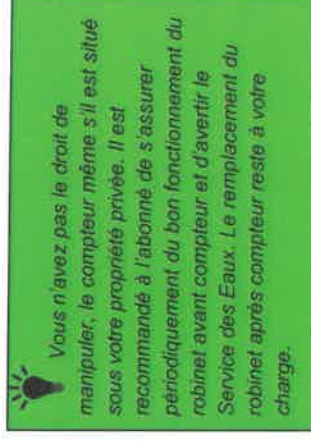 Vous n'avez pas le droit de
manipuler, le compteur même s'il est situé
sous votre propriété privée. Il est
recommandé à l'abonné de s'assurer
périodiquement du bon fonctionnement du
robinet avant compteur et d'avertir le
Service des Eaux. Le remplacement du
robinet après compteur reste à votre
charge.